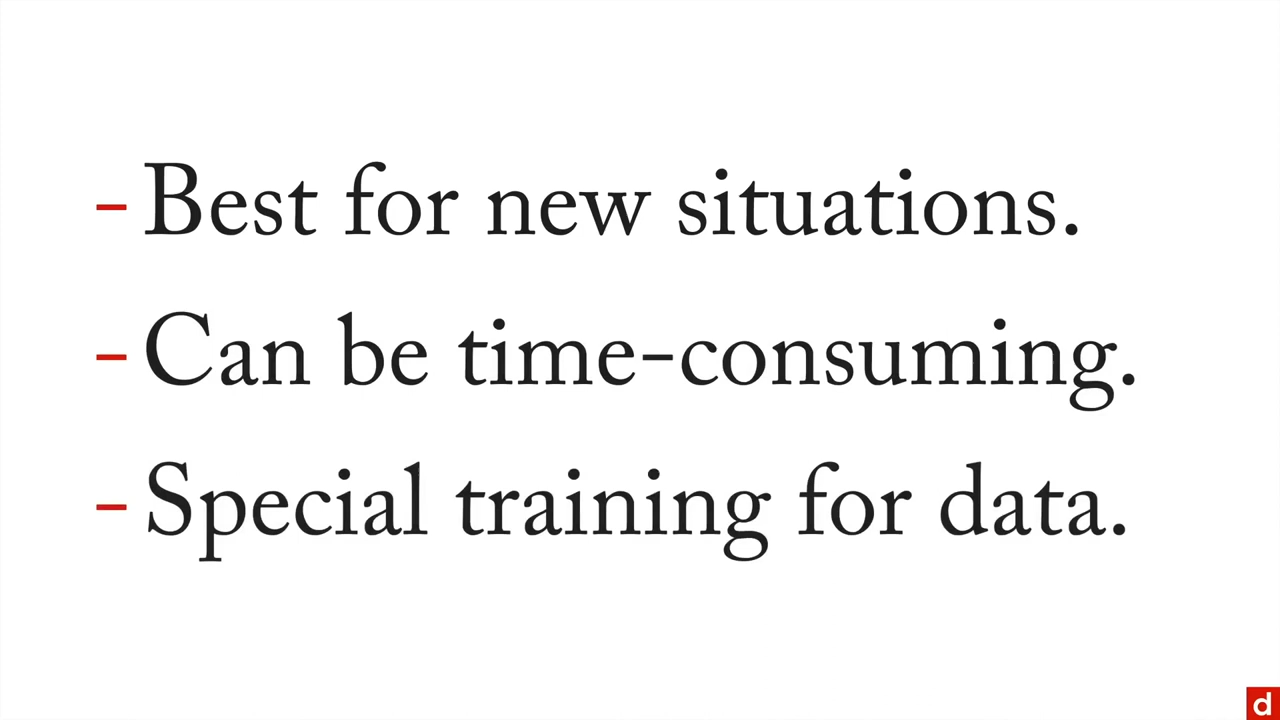 - Best for new situations.
- Can be time-consuming.
- Special training for data.
d